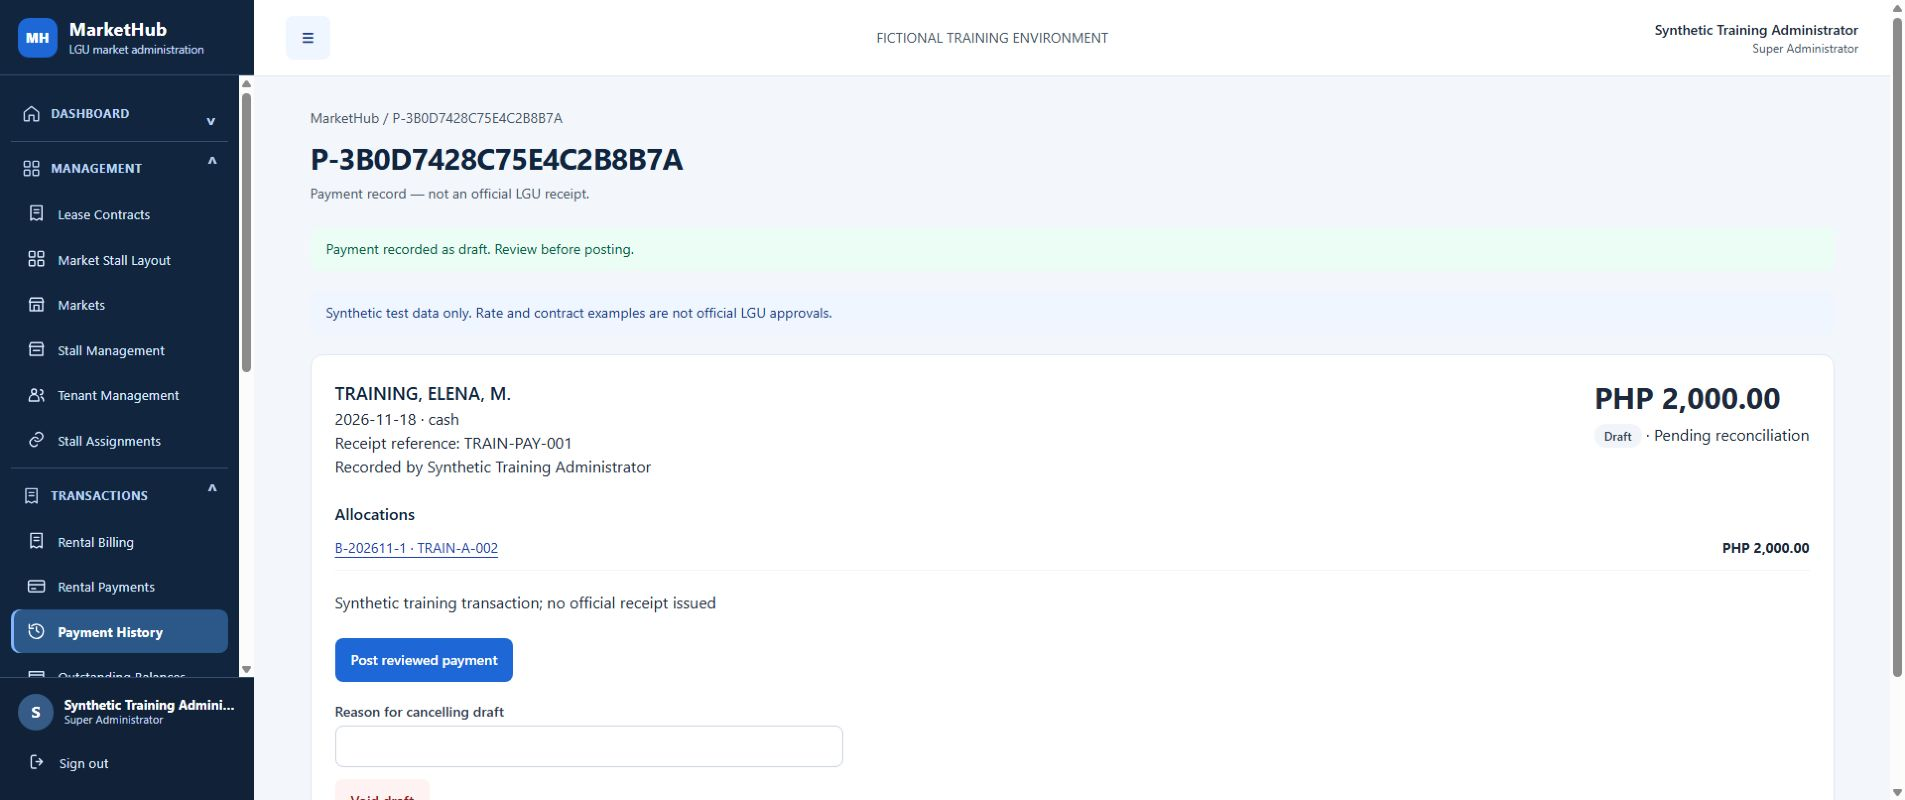 MH
MarketHub
LGU market administration
DASHBOARD
MANAGEMENT
Lease Contracts
Market Stall Layout
Markets
Stall Management
Tenant Management
Stall Assignments
TRANSACTIONS
Rental Billing
Rental Payments
Payment History
Outstanding Balances
S
Synthetic Training Admini...
Super Administrator
Sign out
FICTIONAL TRAINING ENVIRONMENT
Synthetic Training Administrator
Super Administrator
MarketHub / P-3B0D7428C75E4C2B8B7A
P-3B0D7428C75E4C2B8B7A
Payment record — not an official LGU receipt.
Payment recorded as draft. Review before posting.
Synthetic test data only. Rate and contract examples are not official LGU approvals.
TRAINING, ELENA, M.
2026-11-18 · cash
Receipt reference: TRAIN-PAY-001
Recorded by Synthetic Training Administrator
PHP 2,000.00
Draft · Pending reconciliation
Allocations
B-202611-1 · TRAIN-A-002 PHP 2,000.00
Synthetic training transaction; no official receipt issued
Post reviewed payment
Reason for cancelling draft
Void draft